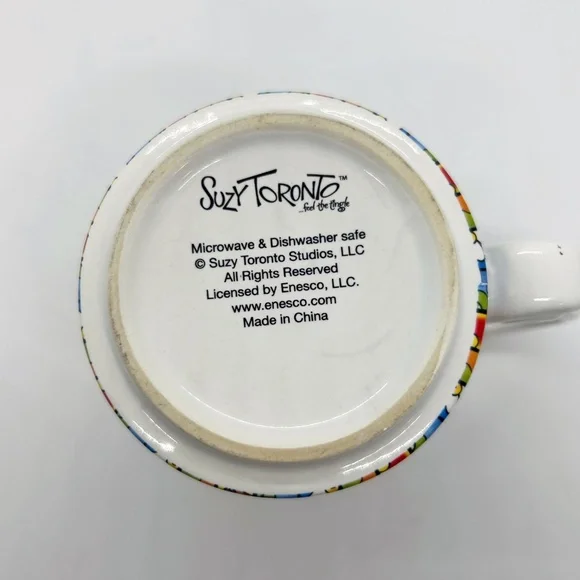 SUZY TORONTO™
...feel the tingle
Microwave & Dishwasher safe
© Suzy Toronto Studios, LLC
All Rights Reserved
Licensed by Enesco, LLC.
www.enesco.com
Made in China